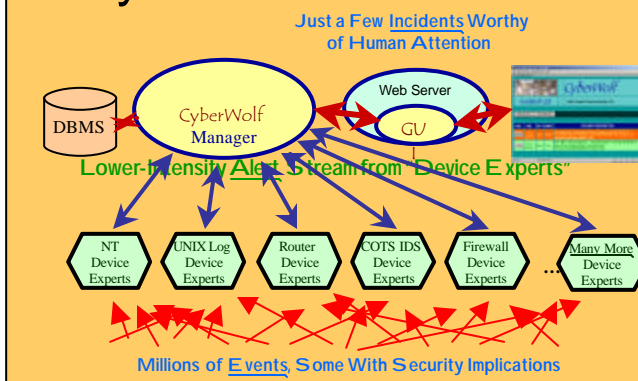 Just a Few Incidents Worthy
of Human Attention
Web Server
DBMS
CyberWolf
Manager
GU
I
CyberWolf
Lower-Intensity Alert Stream from "Device Experts"
NT
Device
Experts
UNIX Log
Device
Experts
Router
Device
Experts
COTS IDS
Device
Experts
Firewall
Device
Experts
...
Many More
Device
Experts
Millions of Events, Some With Security Implications